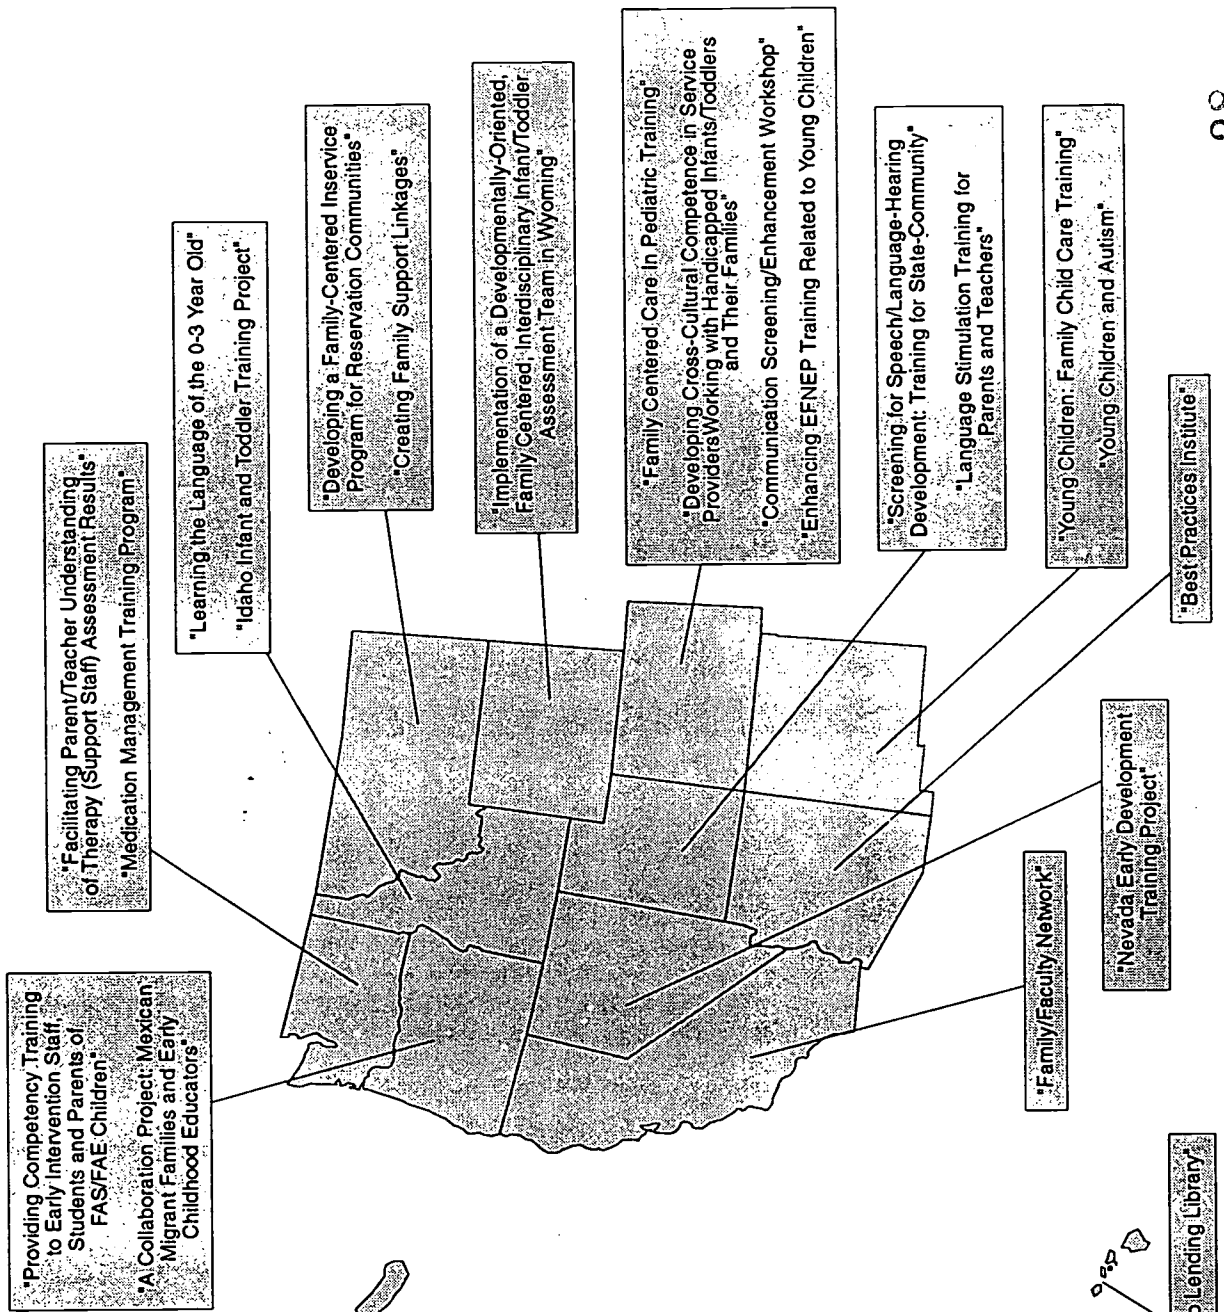 "Providing Competency Training
to Early Intervention Staff,
Students and Parents of
FAS/FAE Children"
"A Collaboration Project: Mexican
Migrant Families and Early
Childhood Educators"
"Facilitating Parent/Teacher Understanding
of Therapy (Support Staff) Assessment Results"
"Medication Management Training Program"
"Learning the Language of the 0-3 Year Old"
"Idaho Infant and Toddler Training Project"
"Developing a Family-Centered Inservice
Program for Reservation Communities"
"Creating Family Support Linkages"
"Implementation of a Developmentally-Oriented,
Family-Centered, Interdisciplinary Infant/Toddler
Assessment Team in Wyoming"
"Family Centered Care In Pediatric Training"
"Developing Cross-Cultural Competence in Service
ProvidersWorking with Handicapped Infants/Toddlers
and Their Families"
"Communication Screening/Enhancement Workshop"
"Enhancing EFNEP Training Related to Young Children"
"Screening for Speech/Language-Hearing
Development: Training for State-Community"
"Language Stimulation Training for
Parents and Teachers"
"Young Children: Family Child Care Training"
"Young Children and Autism"
"Best Practices Institute"
"Nevada Early Development
Training Project"
"Family/Faculty Network"
Lending Library"